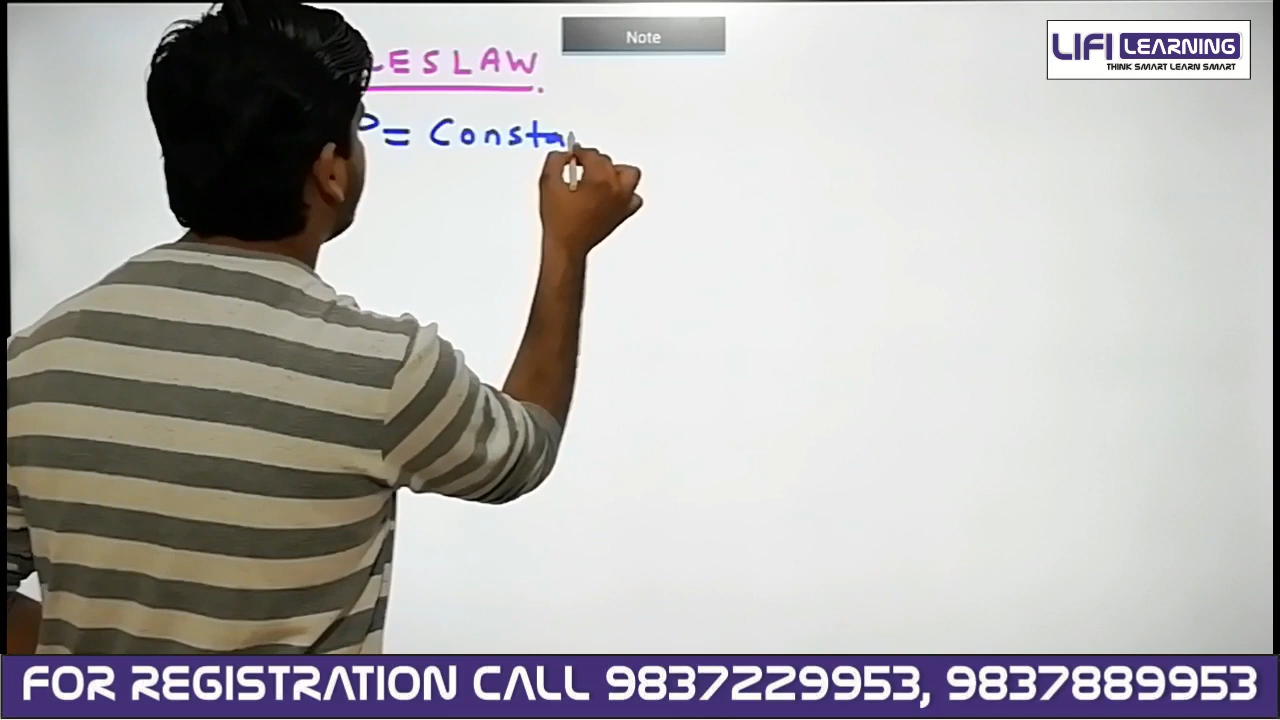 Note
LIFI LEARNING
THINK SMART LEARN SMART
LESLAW.
P = Consta
FOR REGISTRATION CALL 9837229953, 9837889953